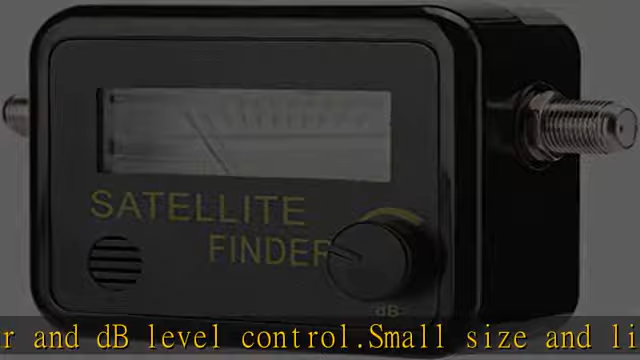 SATELLITE
FINDER
dB
r and dB level control.Small size and li